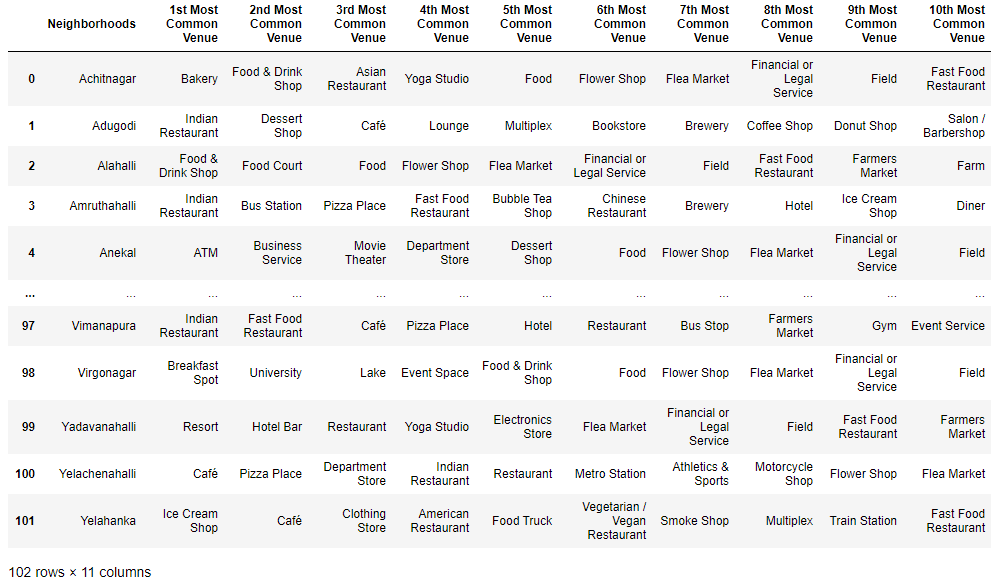 Neighborhoods 1st Most Common Venue 2nd Most Common Venue 3rd Most Common Venue 4th Most Common Venue 5th Most Common Venue 6th Most Common Venue 7th Most Common Venue 8th Most Common Venue 9th Most Common Venue 10th Most Common Venue
0 Achitnagar Bakery Food & Drink Shop Asian Restaurant Yoga Studio Food Flower Shop Flea Market Financial or Legal Service Field Fast Food Restaurant
1 Adugodi Indian Restaurant Dessert Shop Café Lounge Multiplex Bookstore Brewery Coffee Shop Donut Shop Salon / Barbershop
2 Alahalli Food & Drink Shop Food Court Food Flower Shop Flea Market Financial or Legal Service Field Fast Food Restaurant Farmers Market Farm
3 Amruthahalli Indian Restaurant Bus Station Pizza Place Fast Food Restaurant Bubble Tea Shop Chinese Restaurant Brewery Hotel Ice Cream Shop Diner
4 Anekal ATM Business Service Movie Theater Department Store Dessert Shop Food Flower Shop Flea Market Financial or Legal Service Field
... ... ... ... ... ... ... ... ... ... ... ...
97 Vimanapura Indian Restaurant Fast Food Restaurant Café Pizza Place Hotel Restaurant Bus Stop Farmers Market Gym Event Service
98 Virgonagar Breakfast Spot University Lake Event Space Food & Drink Shop Food Flower Shop Flea Market Financial or Legal Service Field
99 Yadavanahalli Resort Hotel Bar Restaurant Yoga Studio Electronics Store Flea Market Financial or Legal Service Field Fast Food Restaurant Farmers Market
100 Yelachenahalli Café Pizza Place Department Store Indian Restaurant Restaurant Metro Station Athletics & Sports Motorcycle Shop Flower Shop Flea Market
101 Yelahanka Ice Cream Shop Café Clothing Store American Restaurant Food Truck Vegetarian / Vegan Restaurant Smoke Shop Multiplex Train Station Fast Food Restaurant
102 rows × 11 columns